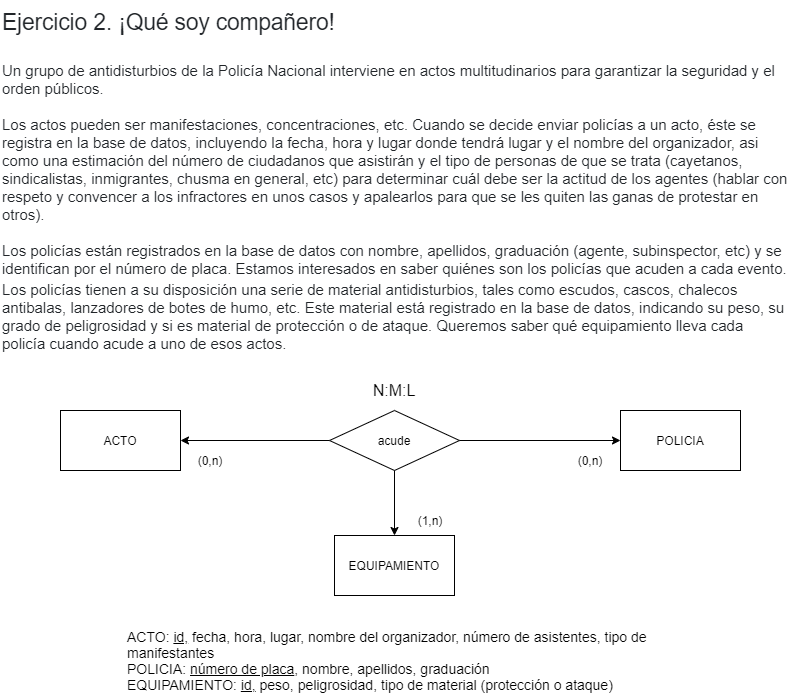 Ejercicio 2. ¡Qué soy compañero!
Un grupo de antidisturbios de la Policía Nacional interviene en actos multitudinarios para garantizar la seguridad y el
orden públicos.
Los actos pueden ser manifestaciones, concentraciones, etc. Cuando se decide enviar policías a un acto, éste se
registra en la base de datos, incluyendo la fecha, hora y lugar donde tendrá lugar y el nombre del organizador, asi
como una estimación del número de ciudadanos que asistirán y el tipo de personas de que se trata (cayetanos,
sindicalistas, inmigrantes, chusma en general, etc) para determinar cuál debe ser la actitud de los agentes (hablar con
respeto y convencer a los infractores en unos casos y apalearlos para que se les quiten las ganas de protestar en
otros).
Los policías están registrados en la base de datos con nombre, apellidos, graduación (agente, subinspector, etc) y se
identifican por el número de placa. Estamos interesados en saber quiénes son los policías que acuden a cada evento.
Los policías tienen a su disposición una serie de material antidisturbios, tales como escudos, cascos, chalecos
antibalas, lanzadores de botes de humo, etc. Este material está registrado en la base de datos, indicando su peso, su
grado de peligrosidad y si es material de protección o de ataque. Queremos saber qué equipamiento lleva cada
policía cuando acude a uno de esos actos.
N:M:L
ACTO
acude
POLICIA
(0,n)
(0,n)
(1,n)
EQUIPAMIENTO
ACTO: id, fecha, hora, lugar, nombre del organizador, número de asistentes, tipo de
manifestantes
POLICIA: número de placa, nombre, apellidos, graduación
EQUIPAMIENTO: id, peso, peligrosidad, tipo de material (protección o ataque)